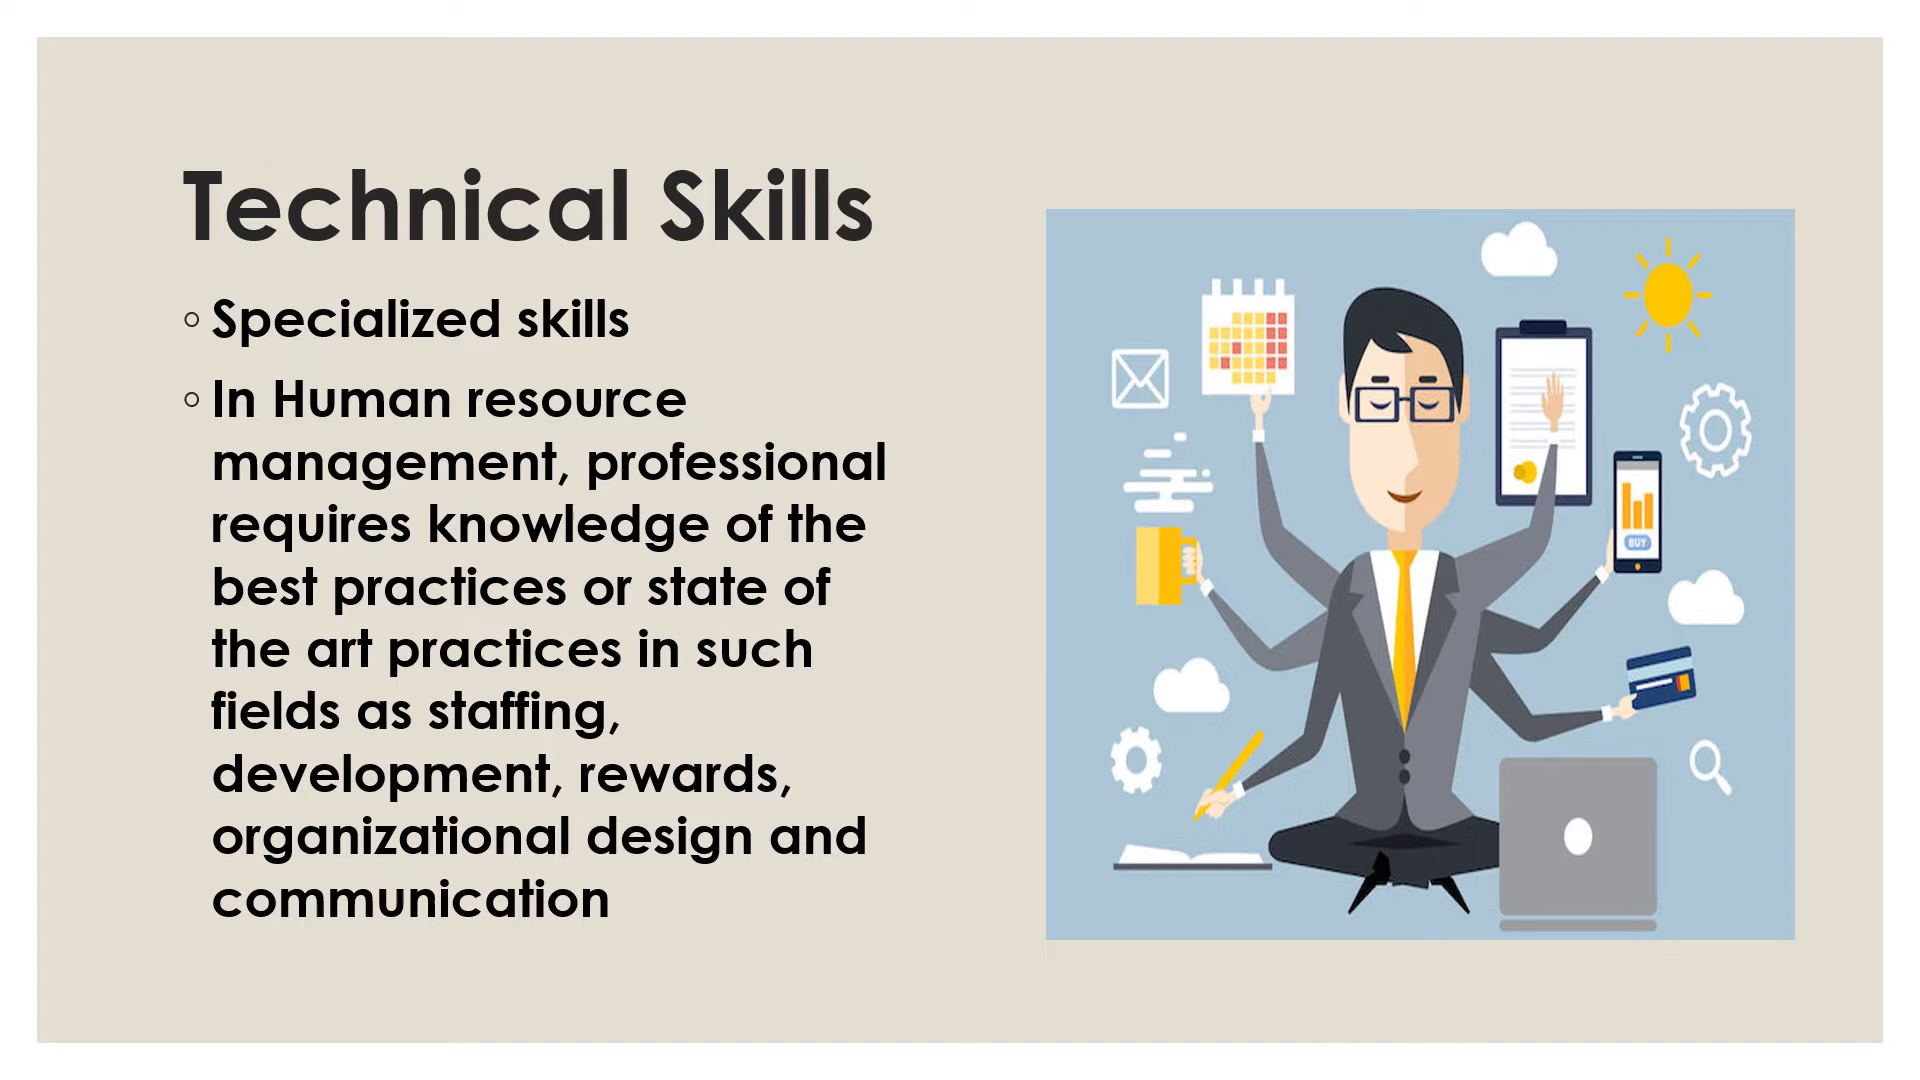 Technical Skills
◦ Specialized skills
◦ In Human resource
management, professional
requires knowledge of the
best practices or state of
the art practices in such
fields as staffing,
development, rewards,
organizational design and
communication
BUY